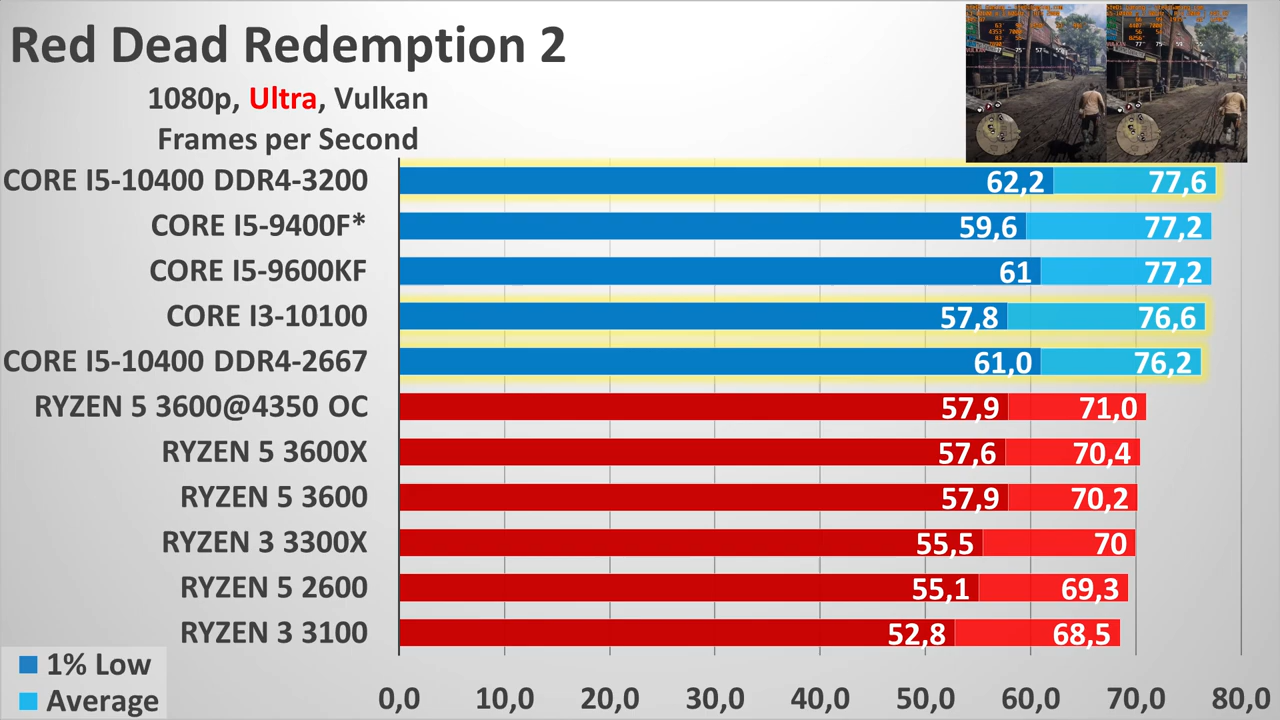 Red Dead Redemption 2
1080p, Ultra, Vulkan
Frames per Second
CORE I5-10400 DDR4-3200 62,2 77,6
CORE I5-9400F* 59,6 77,2
CORE I5-9600KF 61 77,2
CORE I3-10100 57,8 76,6
CORE I5-10400 DDR4-2667 61,0 76,2
RYZEN 5 3600@4350 OC 57,9 71,0
RYZEN 5 3600X 57,6 70,4
RYZEN 5 3600 57,9 70,2
RYZEN 3 3300X 55,5 70
RYZEN 5 2600 55,1 69,3
RYZEN 3 3100 52,8 68,5
1% Low
Average
0,0 10,0 20,0 30,0 40,0 50,0 60,0 70,0 80,0